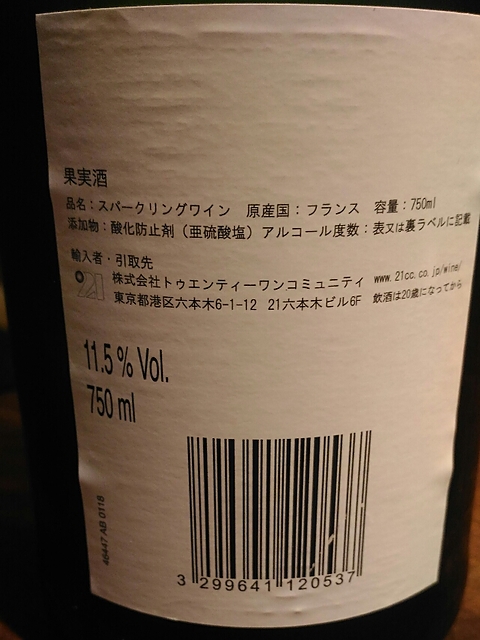 果実酒
品名：スパークリングワイン　原産国：フランス　容量：750ml
添加物：酸化防止剤（亜硫酸塩）アルコール度数：表又は裏ラベルに記載
輸入者・引取先
21 株式会社トゥエンティーワンコミュニティ www.21cc.co.jp/wine/
東京都港区六本木6-1-12 21六本木ビル6F 飲酒は20歳になってから
11.5 % Vol.
750 ml
46447 AB 0118
3 299641 120537